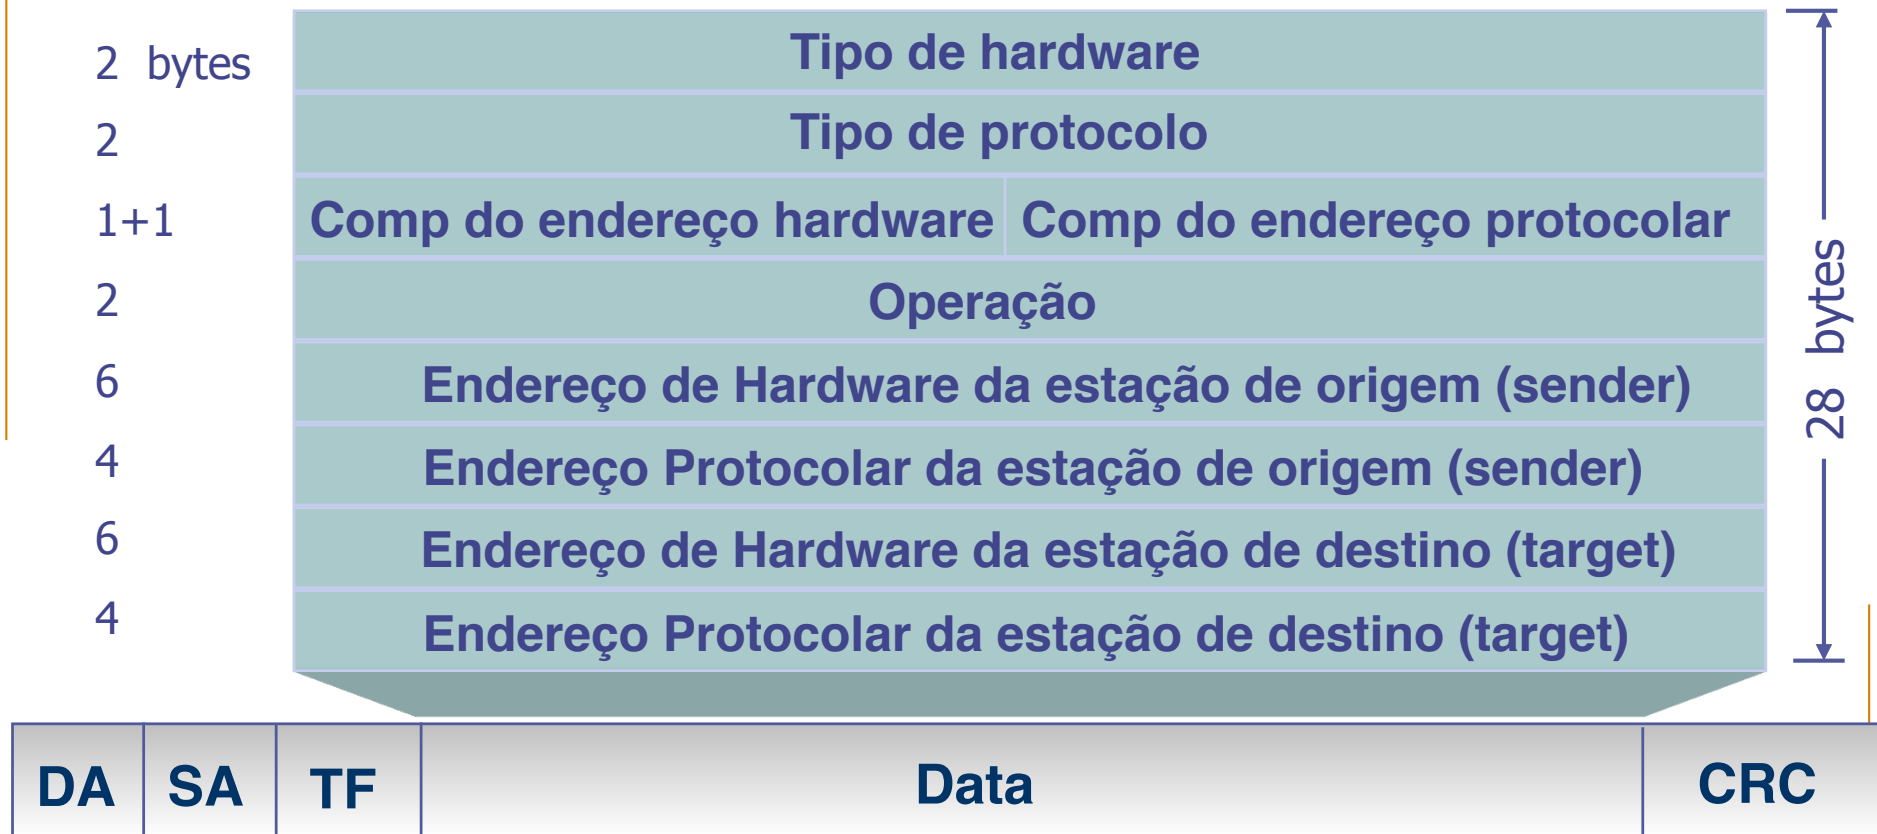 2 bytes Tipo de hardware
2 Tipo de protocolo
1+1 Comp do endereço hardware Comp do endereço protocolar
2 Operação
6 Endereço de Hardware da estação de origem (sender)
4 Endereço Protocolar da estação de origem (sender)
6 Endereço de Hardware da estação de destino (target)
4 Endereço Protocolar da estação de destino (target)
28 bytes
DA SA TF Data CRC